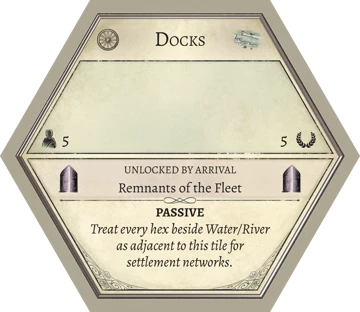 Docks
5 5
UNLOCKED BY ARRIVAL
Remnants of the Fleet
PASSIVE
Treat every hex beside Water/River
as adjacent to this tile for
settlement networks.